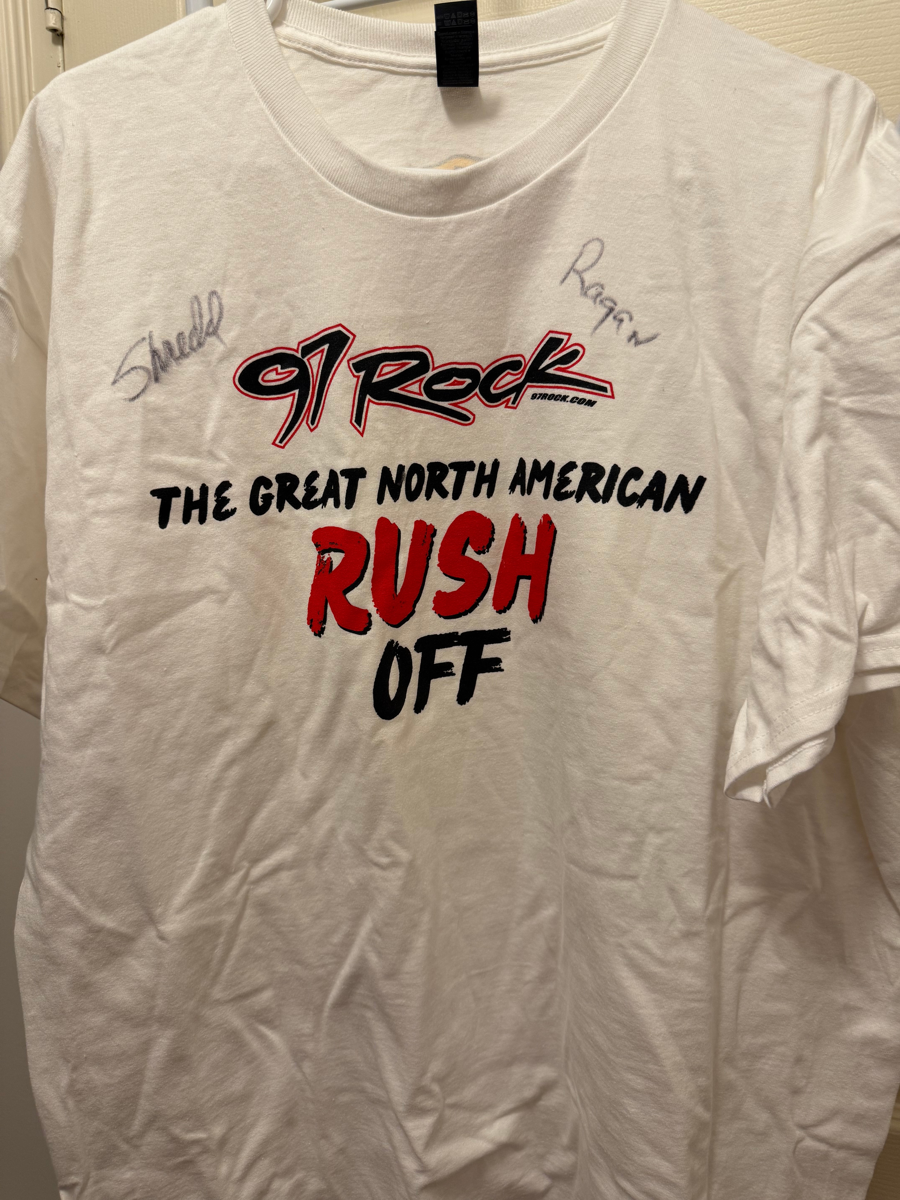 Shredd
Ragan
97 Rock
97ROCK.COM
THE GREAT NORTH AMERICAN
RUSH
OFF